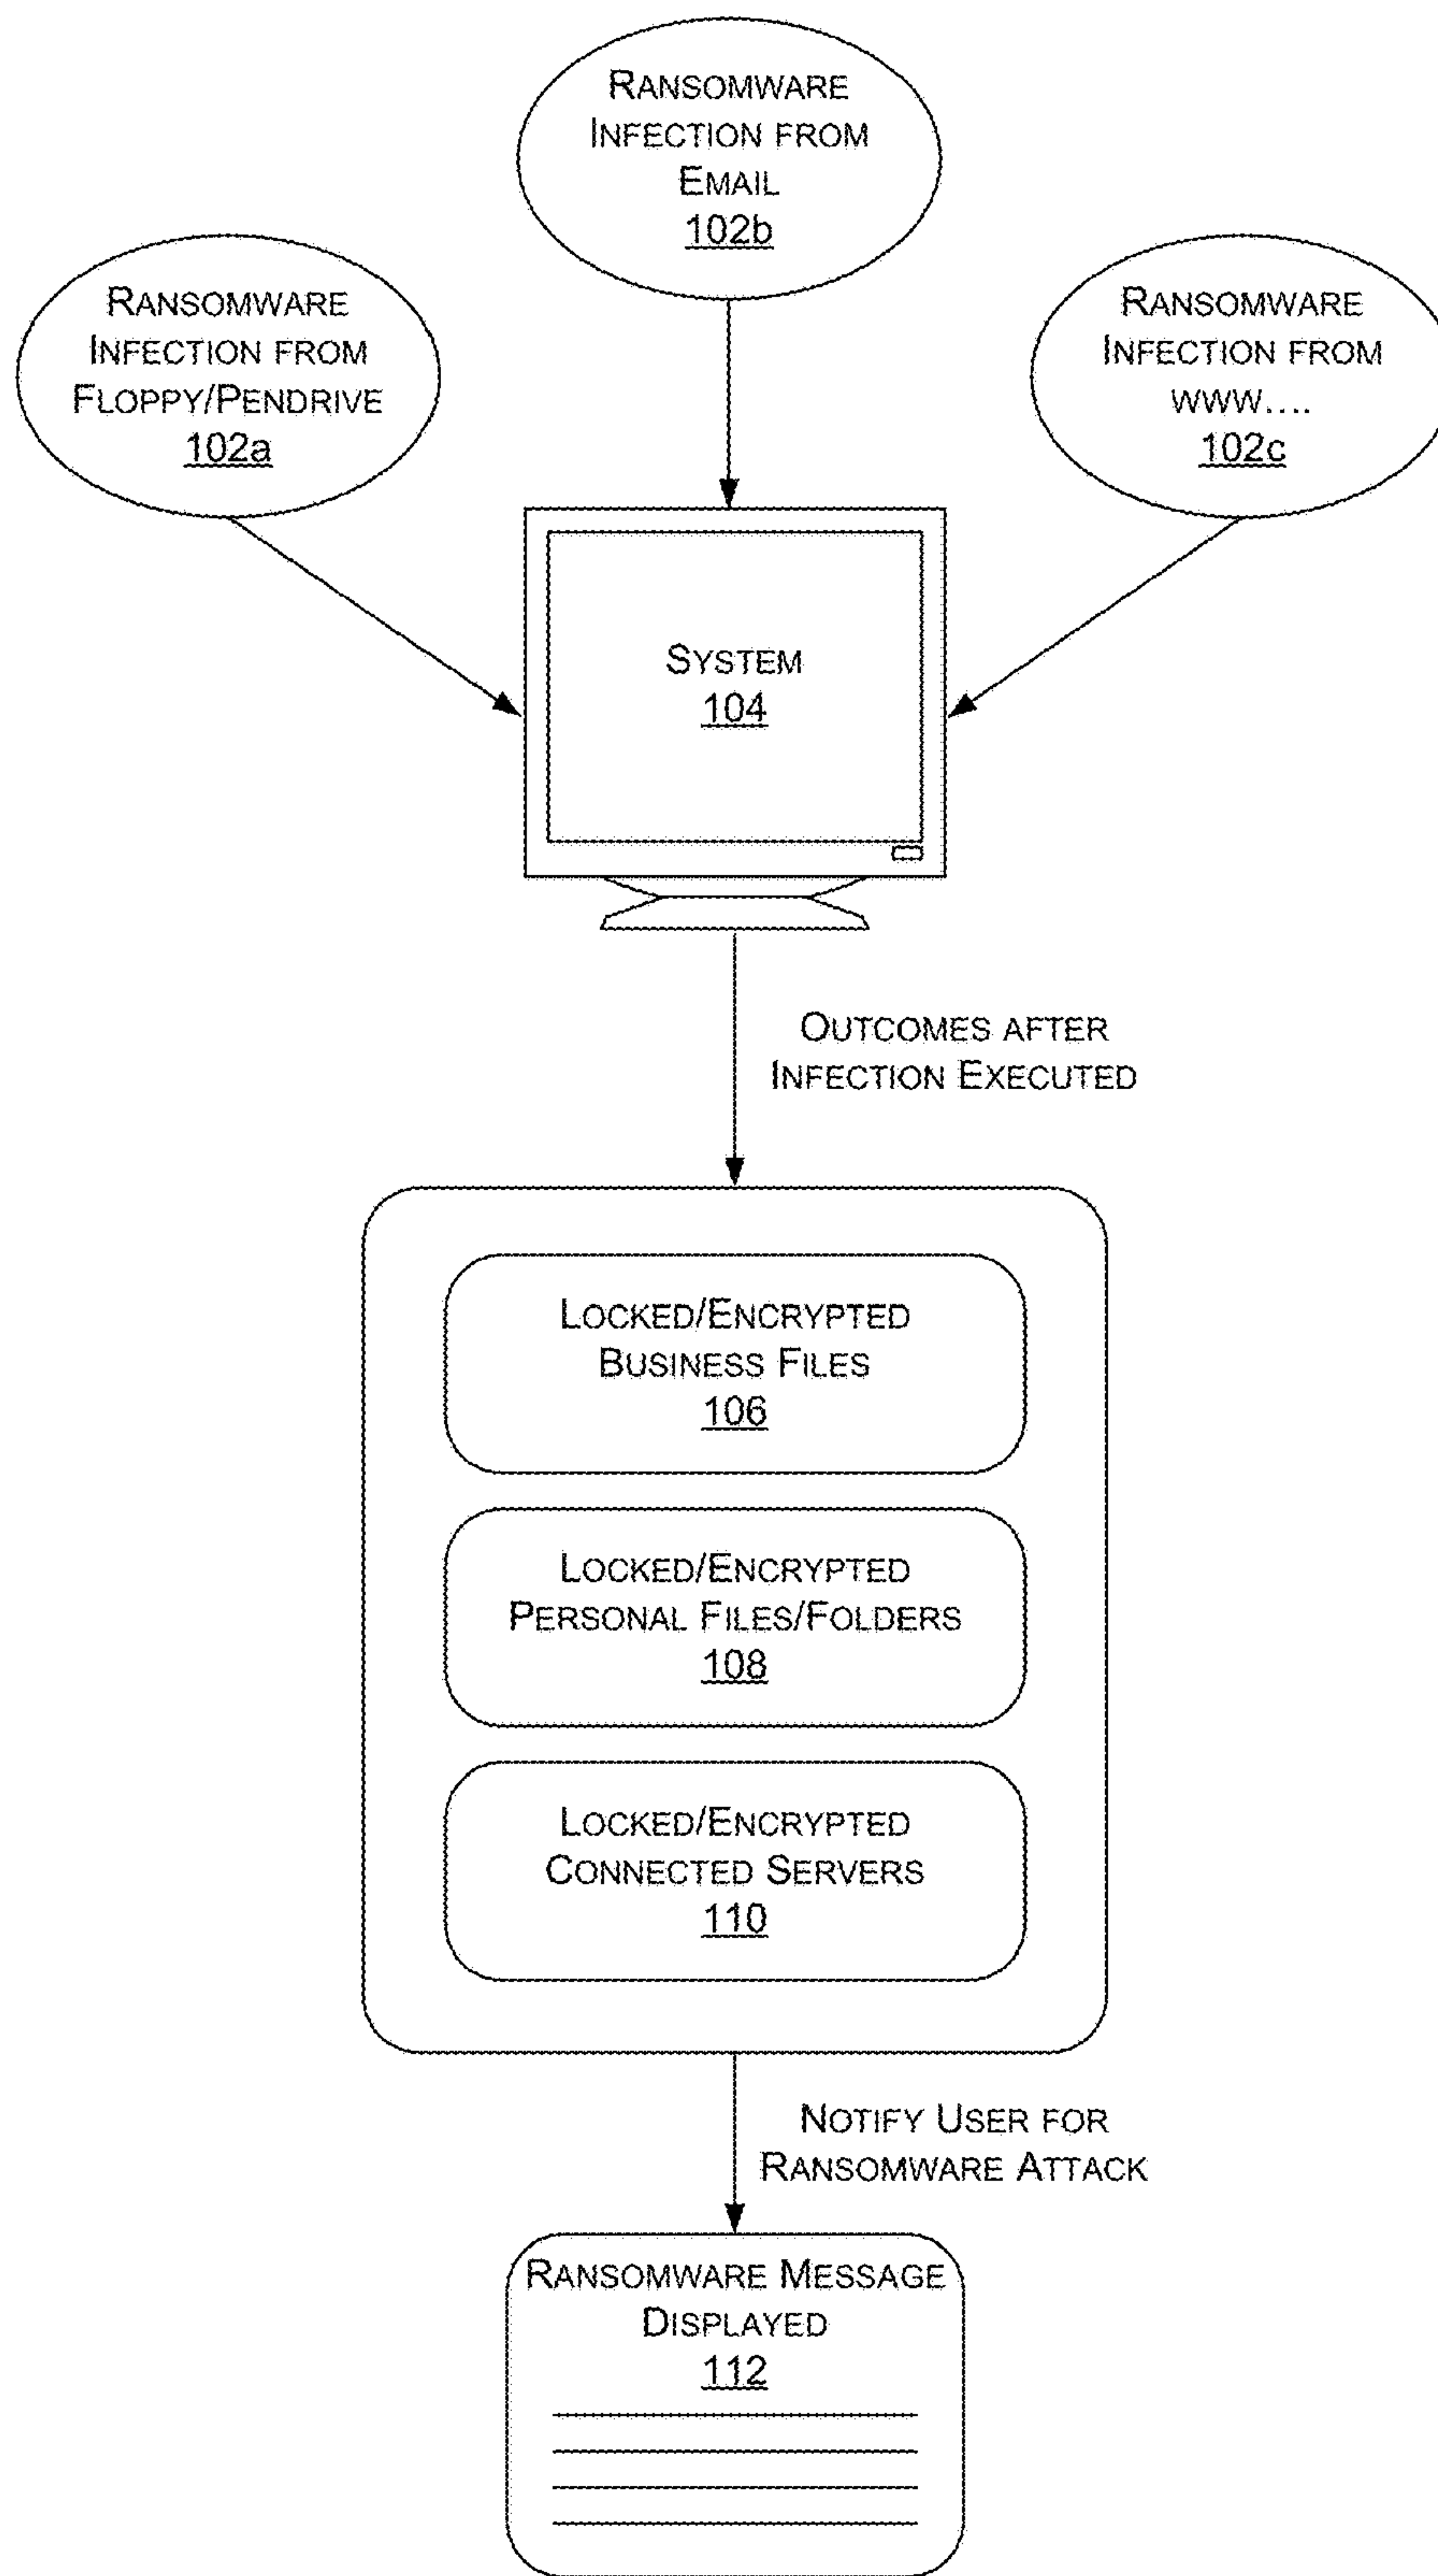 RANSOMWARE
INFECTION FROM
EMAIL
102b
RANSOMWARE
INFECTION FROM
FLOPPY/PENDRIVE
102a
RANSOMWARE
INFECTION FROM
WWW....
102c
SYSTEM
104
OUTCOMES AFTER
INFECTION EXECUTED
LOCKED/ENCRYPTED
BUSINESS FILES
106
LOCKED/ENCRYPTED
PERSONAL FILES/FOLDERS
108
LOCKED/ENCRYPTED
CONNECTED SERVERS
110
NOTIFY USER FOR
RANSOMWARE ATTACK
RANSOMWARE MESSAGE
DISPLAYED
112